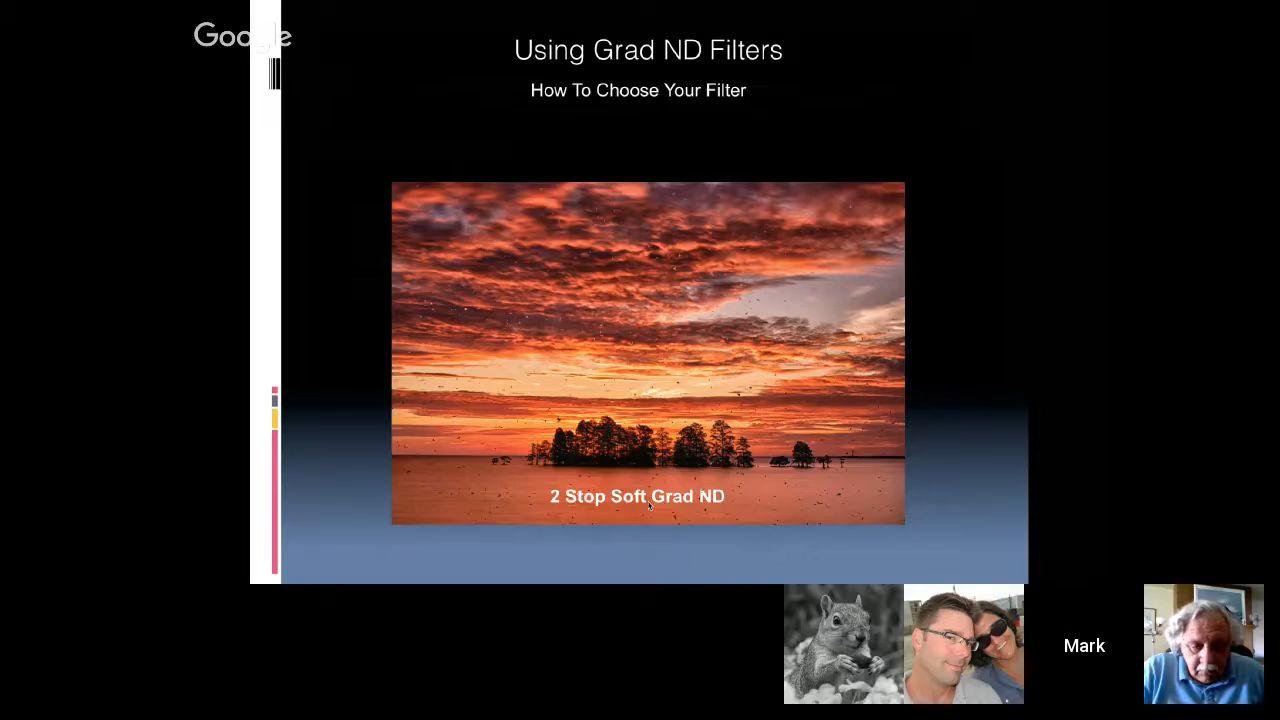 Google
Using Grad ND Filters
How To Choose Your Filter
2 Stop Soft Grad ND
Mark